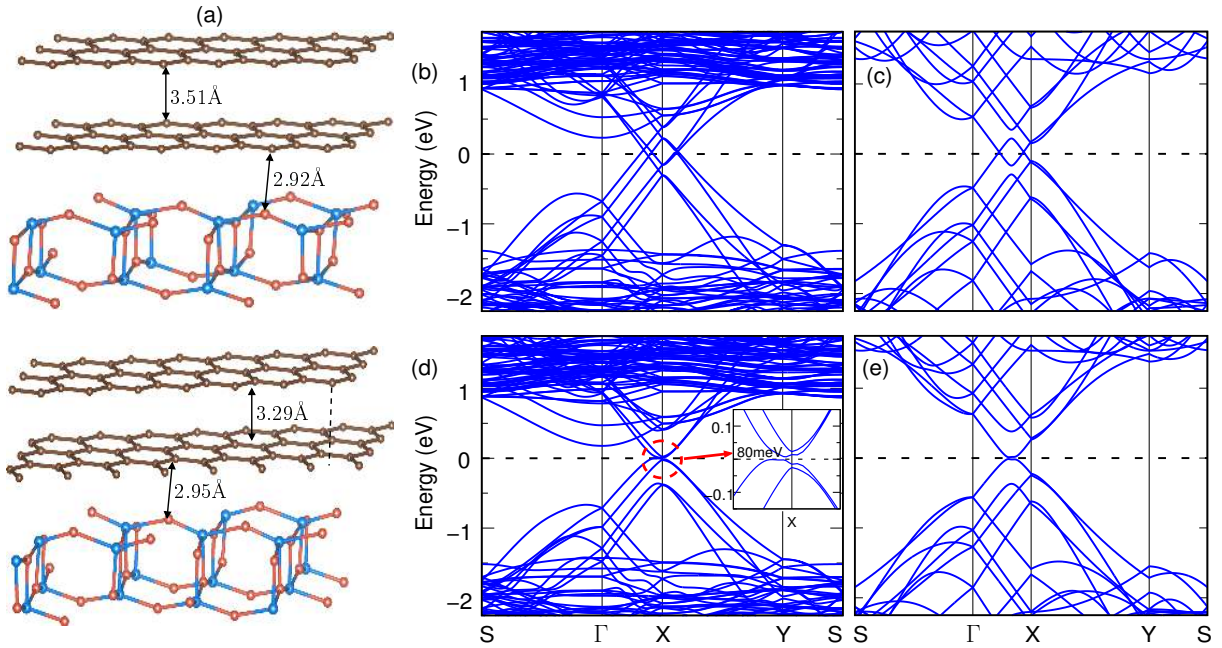 (a)
3.51Å
2.92Å
3.29Å
2.95Å
(b)
(c)
Energy (eV)
1
0
−1
−2
(d)
(e)
Energy (eV)
1
0
−1
−2
0.1
80meV
−0.1
X
S Γ X Y S
S Γ X Y S